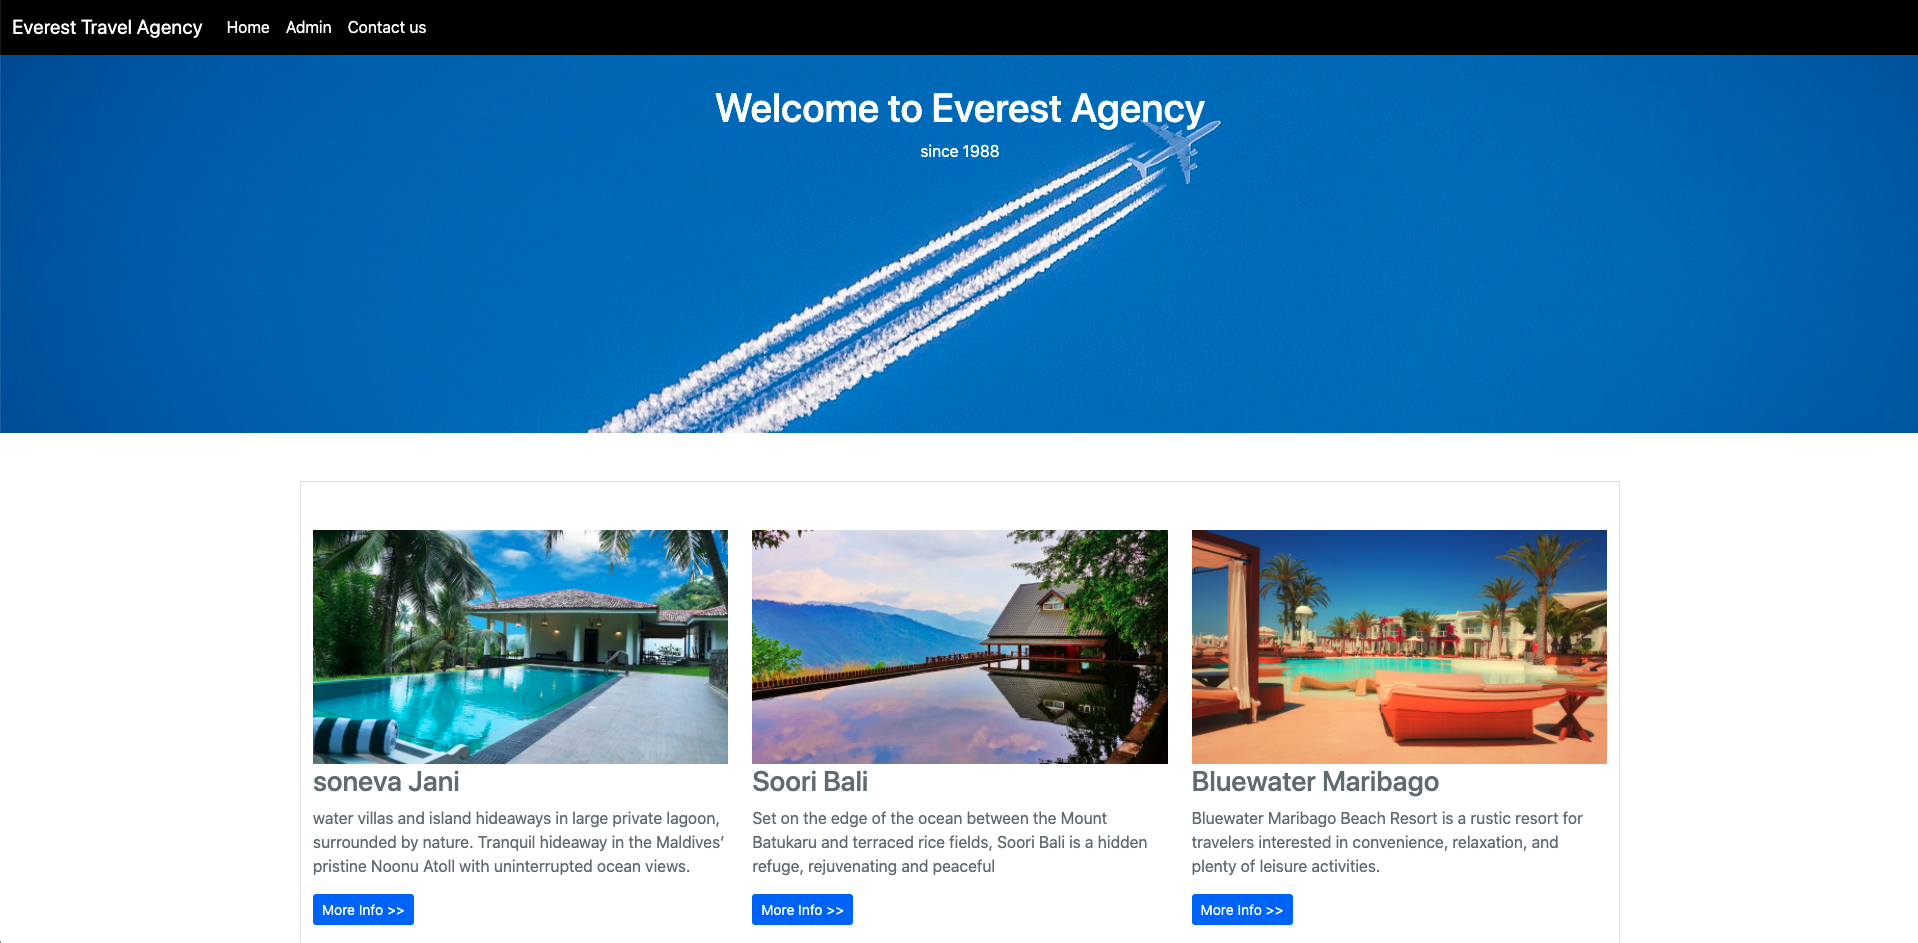 Everest Travel Agency Home Admin Contact us
Welcome to Everest Agency
since 1988
soneva Jani
water villas and island hideaways in large private lagoon,
surrounded by nature. Tranquil hideaway in the Maldives’
pristine Noonu Atoll with uninterrupted ocean views.
More Info >>
Soori Bali
Set on the edge of the ocean between the Mount
Batukaru and terraced rice fields, Soori Bali is a hidden
refuge, rejuvenating and peaceful
More Info >>
Bluewater Maribago
Bluewater Maribago Beach Resort is a rustic resort for
travelers interested in convenience, relaxation, and
plenty of leisure activities.
More Info >>